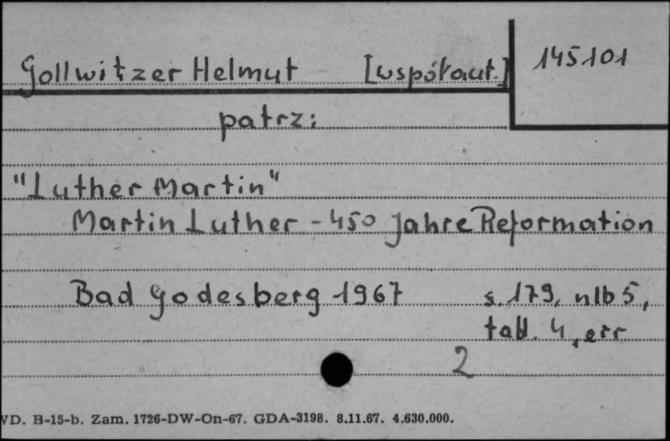 Gollwitzer Helmut [współaut.] 145101
patrz:
"Luther Martin"
Martin Luther - 450 Jahre Reformation
Bad Godesberg 1967 s. 179, nlb 5,
tabl. 4, err
2
VD. B-15-b. Zam. 1726-DW-On-67. GDA-3198. 8.11.67. 4.630.000.